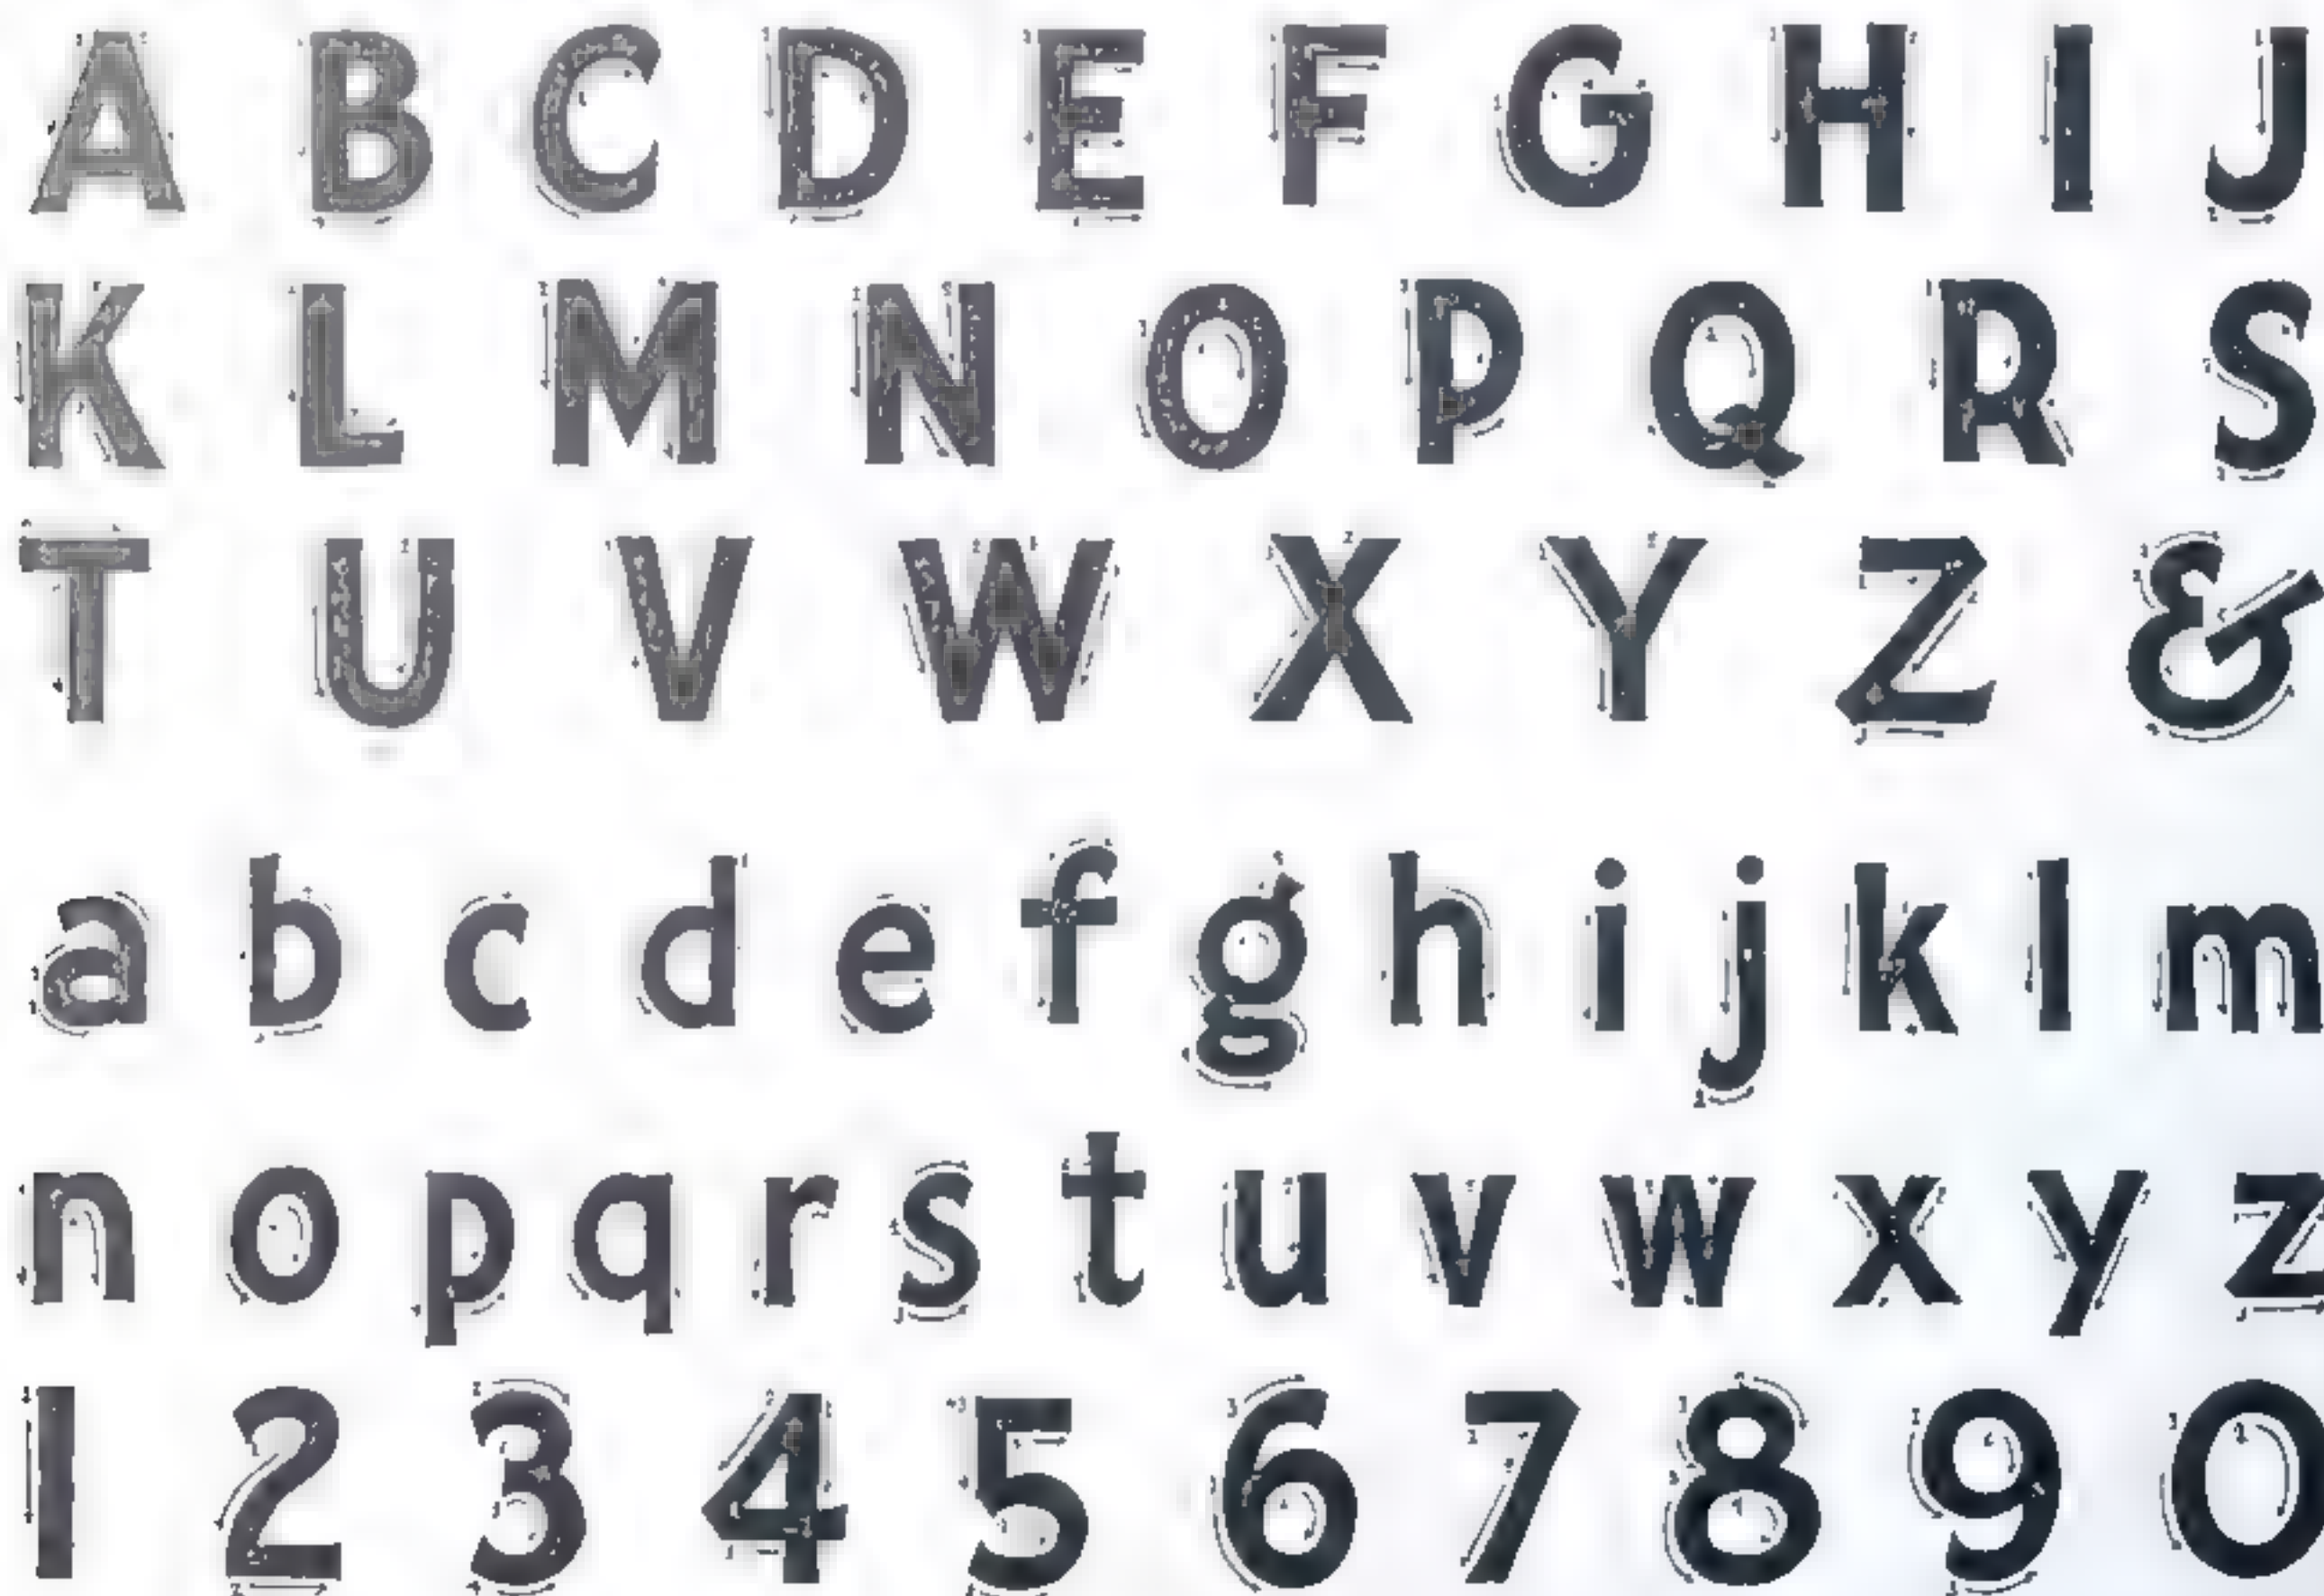 A B C D E F G H I J
K L M N O P Q R S
T U V W X Y Z &
a b c d e f g h i j k l m
n o p q r s t u v w x y z
1 2 3 4 5 6 7 8 9 0